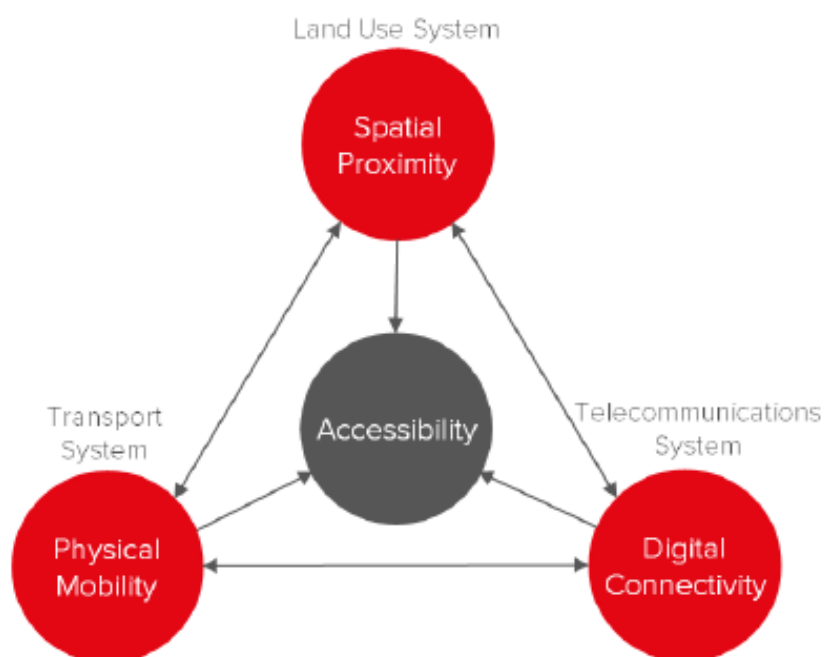 Land Use System
Spatial
Proximity
Accessibility
Transport
System
Telecommunications
System
Physical
Mobility
Digital
Connectivity